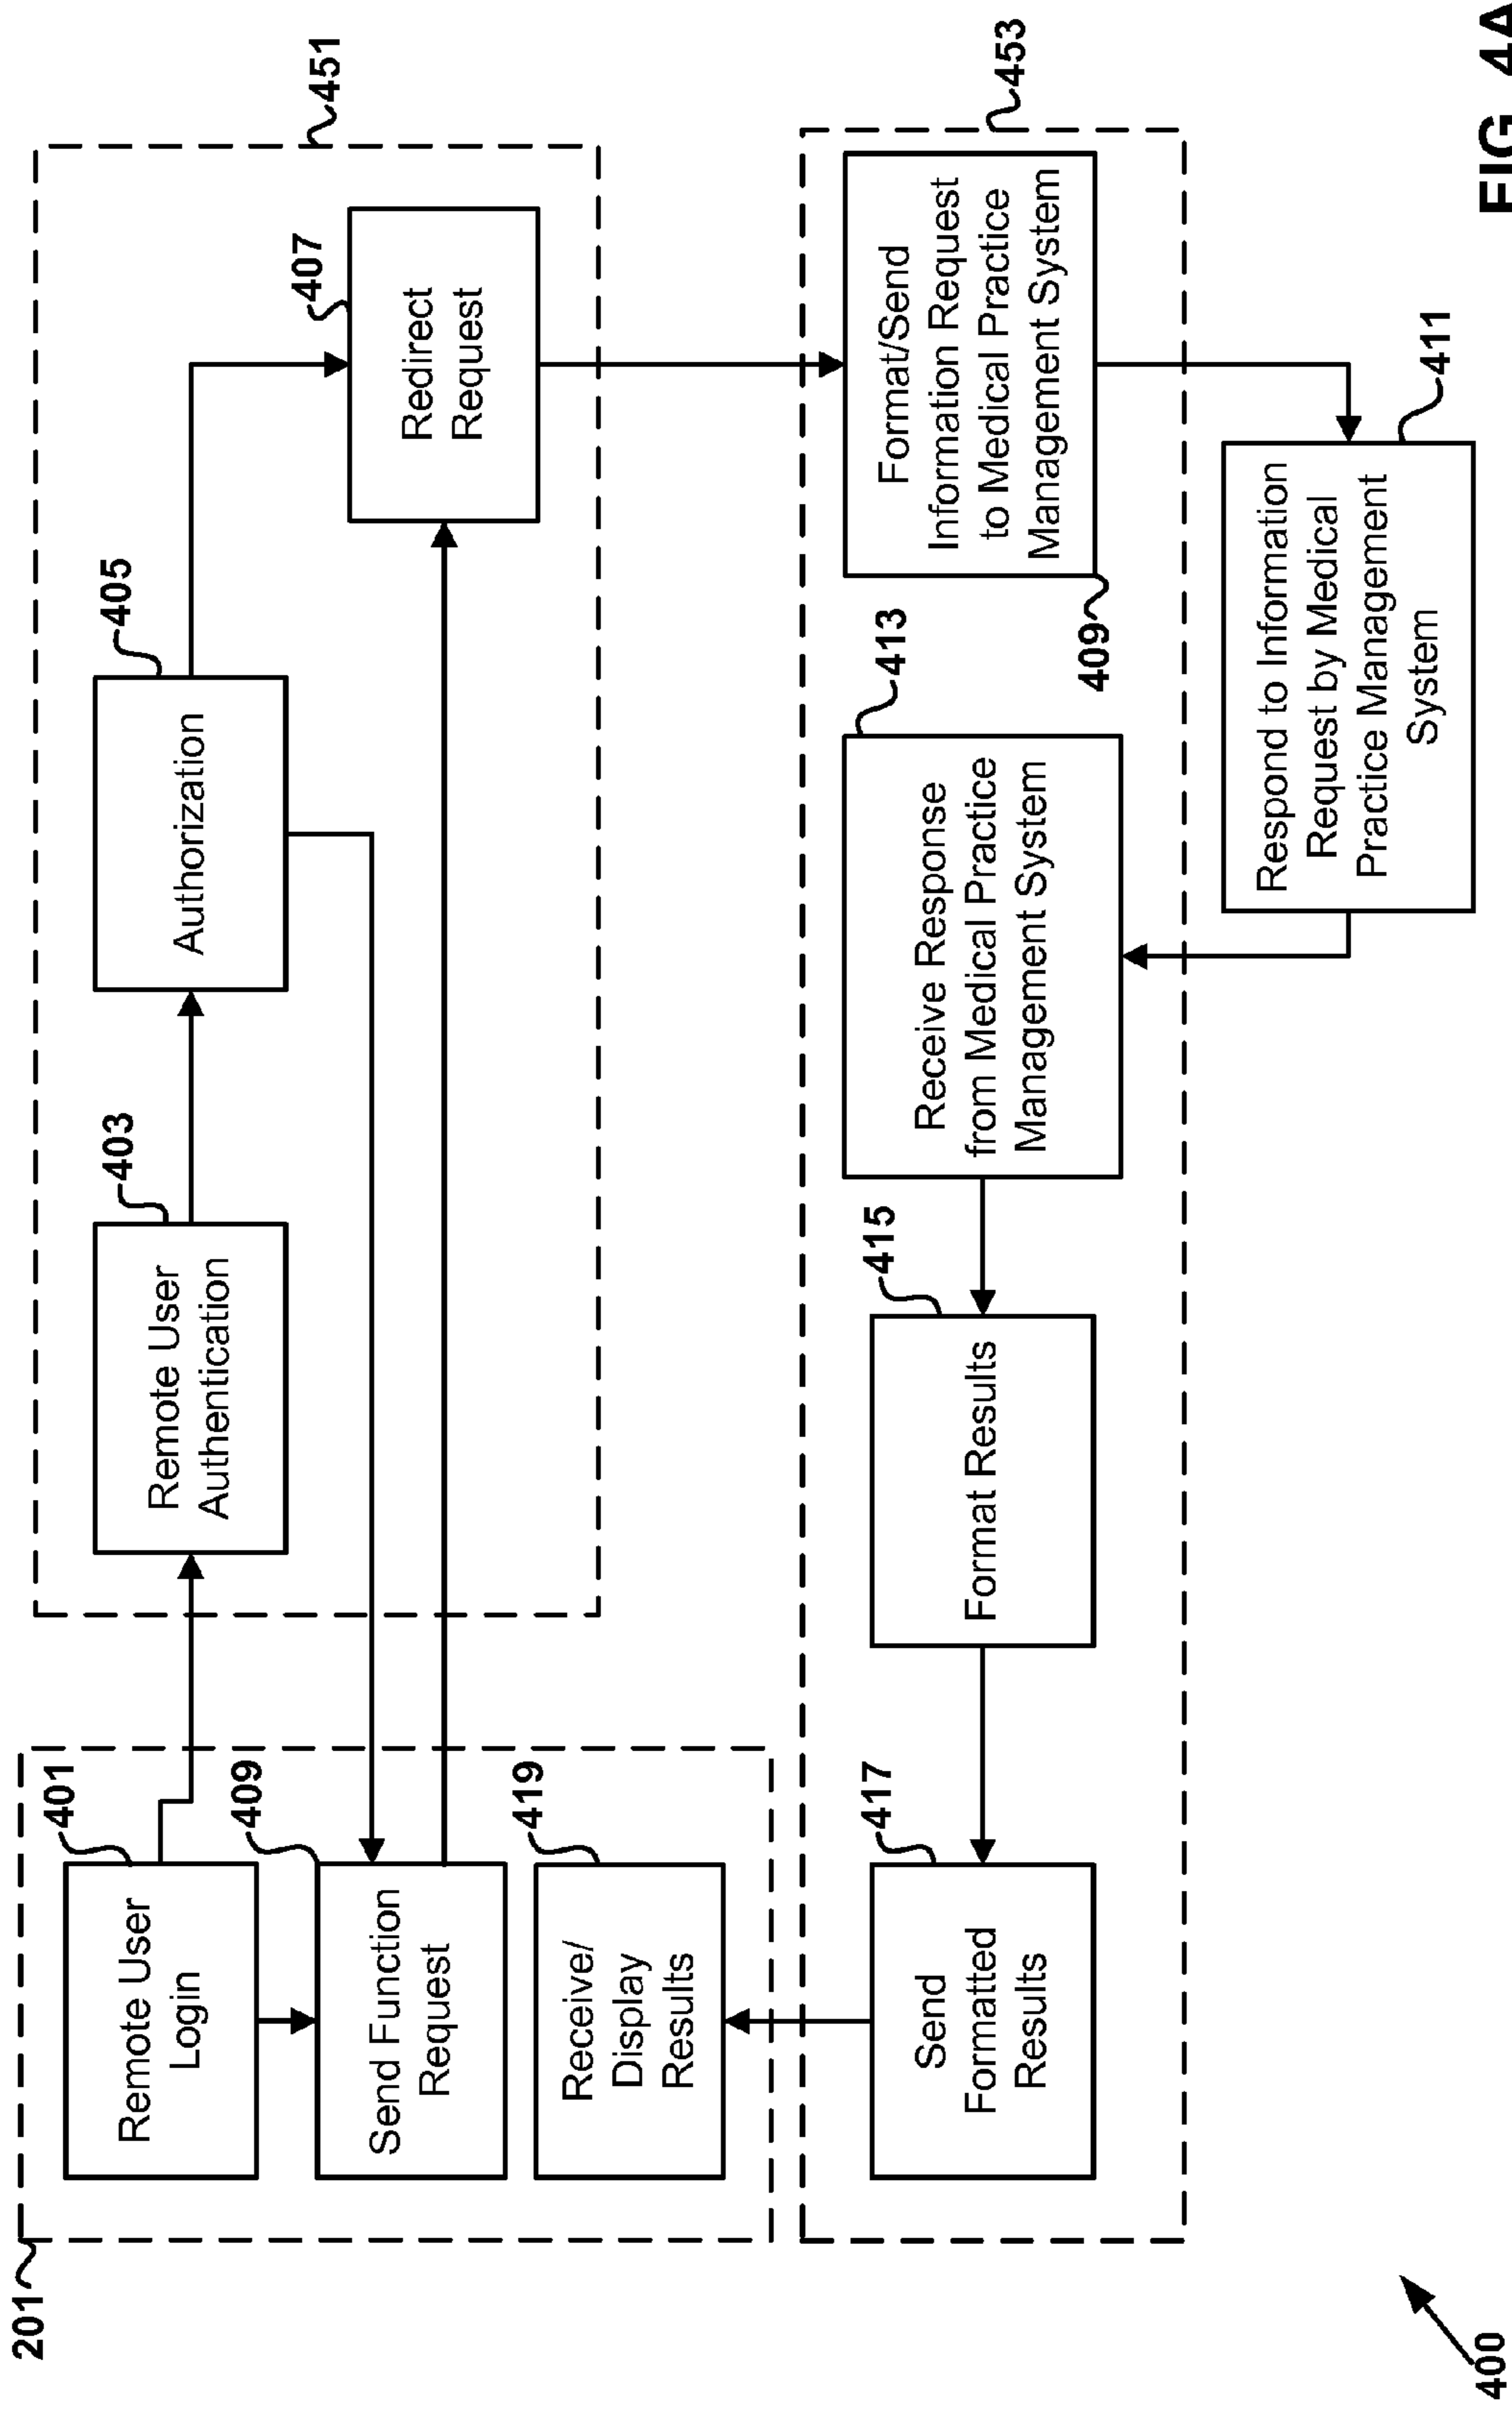 201
401
Remote User
Login
403
Remote User
Authentication
405
Authorization
451
409
Send Function
Request
407
Redirect
Request
419
Receive/
Display
Results
417
Send
Formatted
Results
415
Format Results
413
Receive Response
from Medical Practice
Management System
409
Format/Send
Information Request
to Medical Practice
Management System
453
Respond to Information
Request by Medical
Practice Management
System
411
400
FIG. 4A